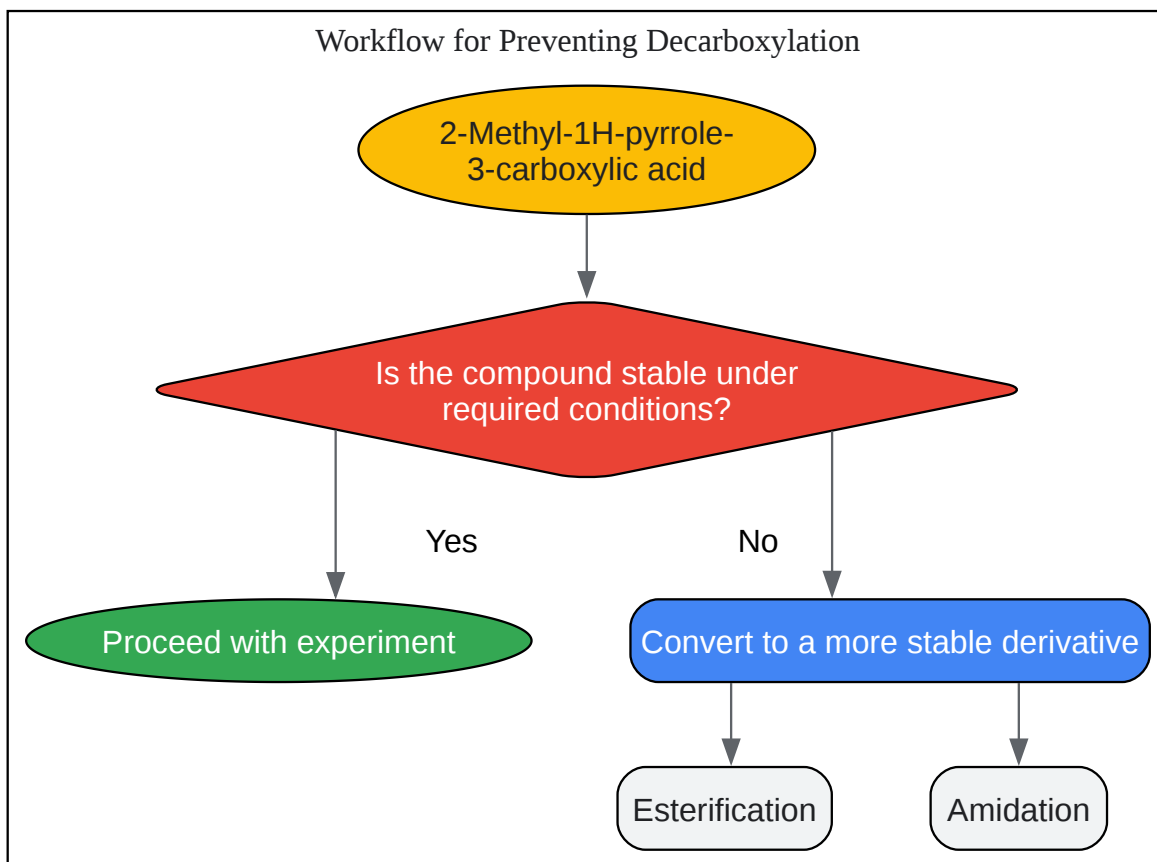 Workflow for Preventing Decarboxylation
2-Methyl-1H-pyrrole-
3-carboxylic acid
Is the compound stable under
required conditions?
Yes
No
Proceed with experiment
Convert to a more stable derivative
Esterification
Amidation